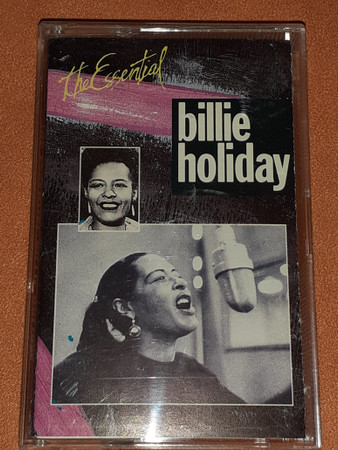 the Essential
billie
holiday